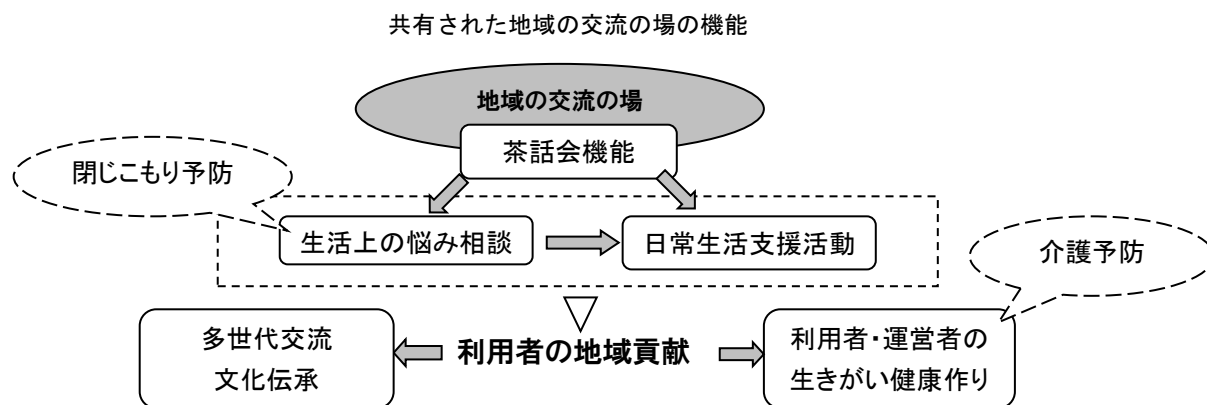 共有された地域の交流の場の機能
地域の交流の場
茶話会機能
閉じこもり予防
生活上の悩み相談
日常生活支援活動
介護予防
多世代交流
文化伝承
利用者の地域貢献
利用者・運営者の
生きがい健康作り